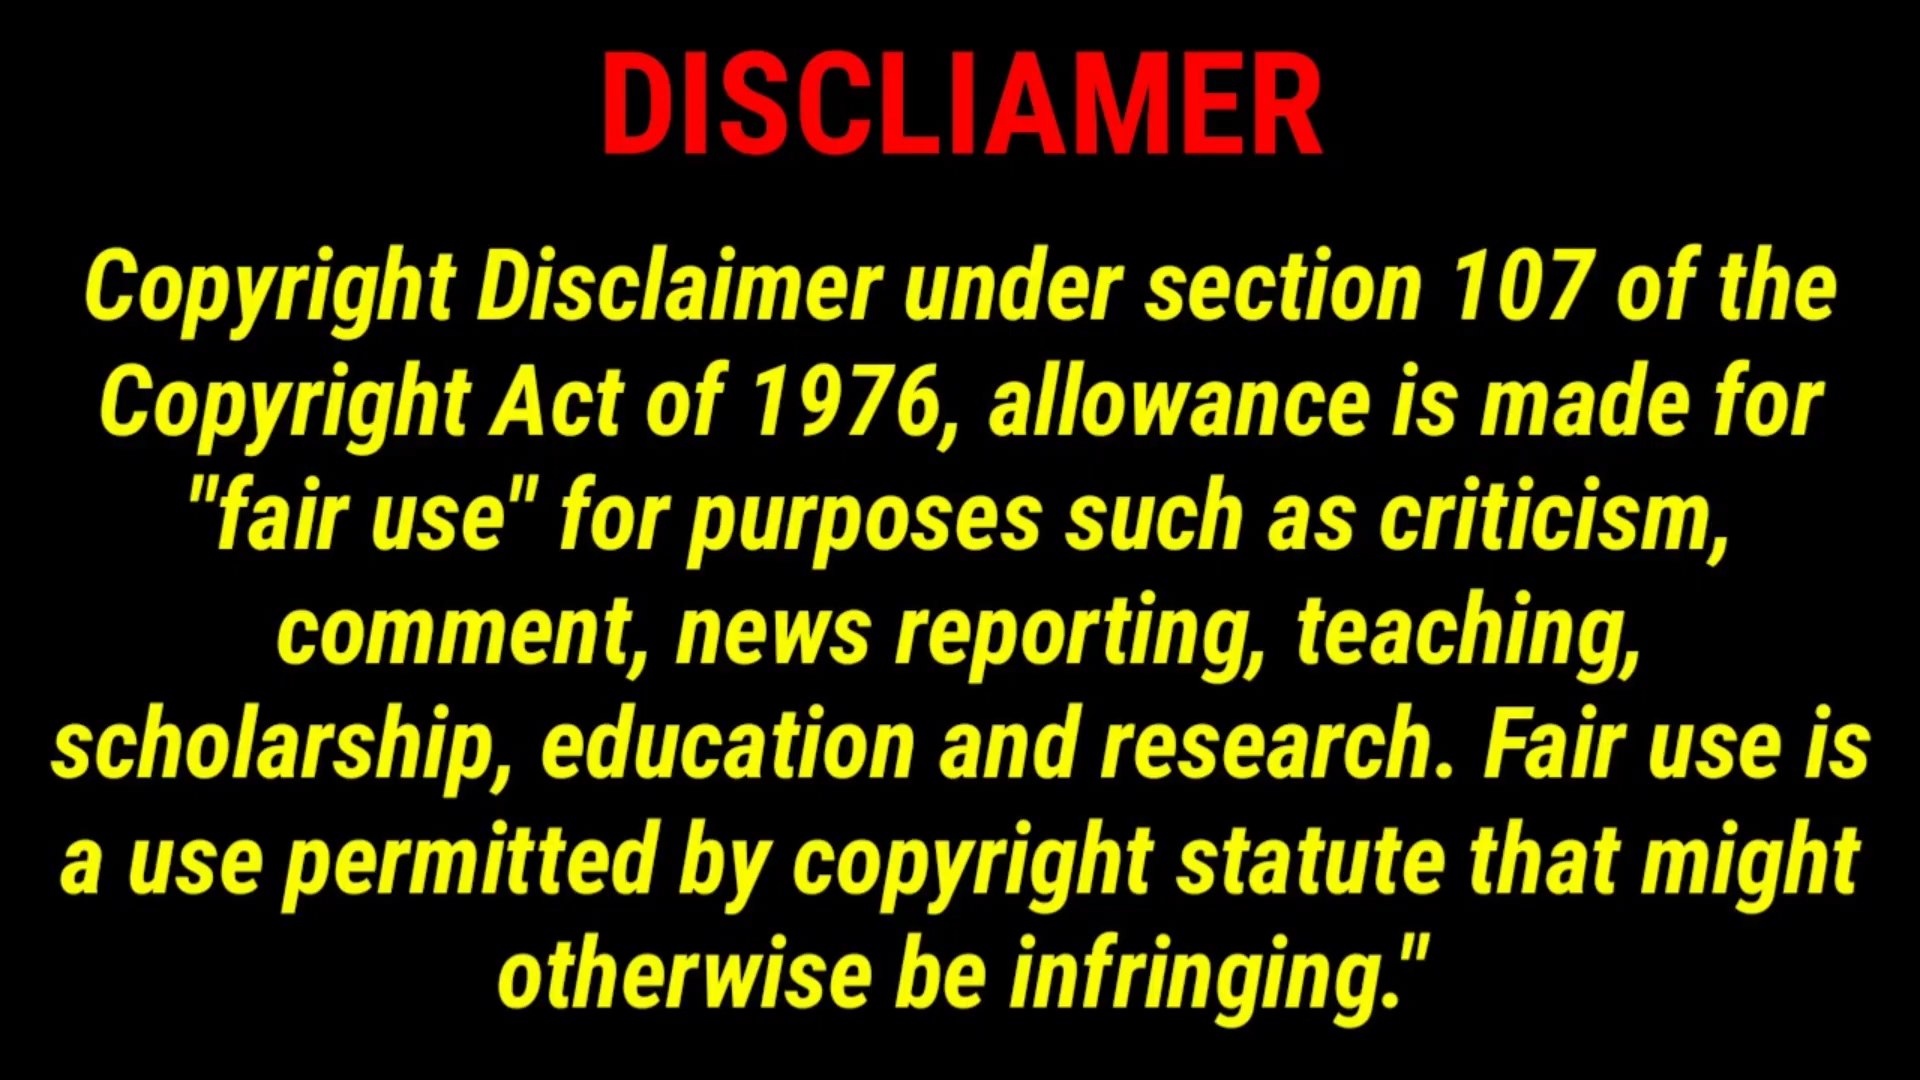 DISCLIAMER
Copyright Disclaimer under section 107 of the
Copyright Act of 1976, allowance is made for
"fair use" for purposes such as criticism,
comment, news reporting, teaching,
scholarship, education and research. Fair use is
a use permitted by copyright statute that might
otherwise be infringing."